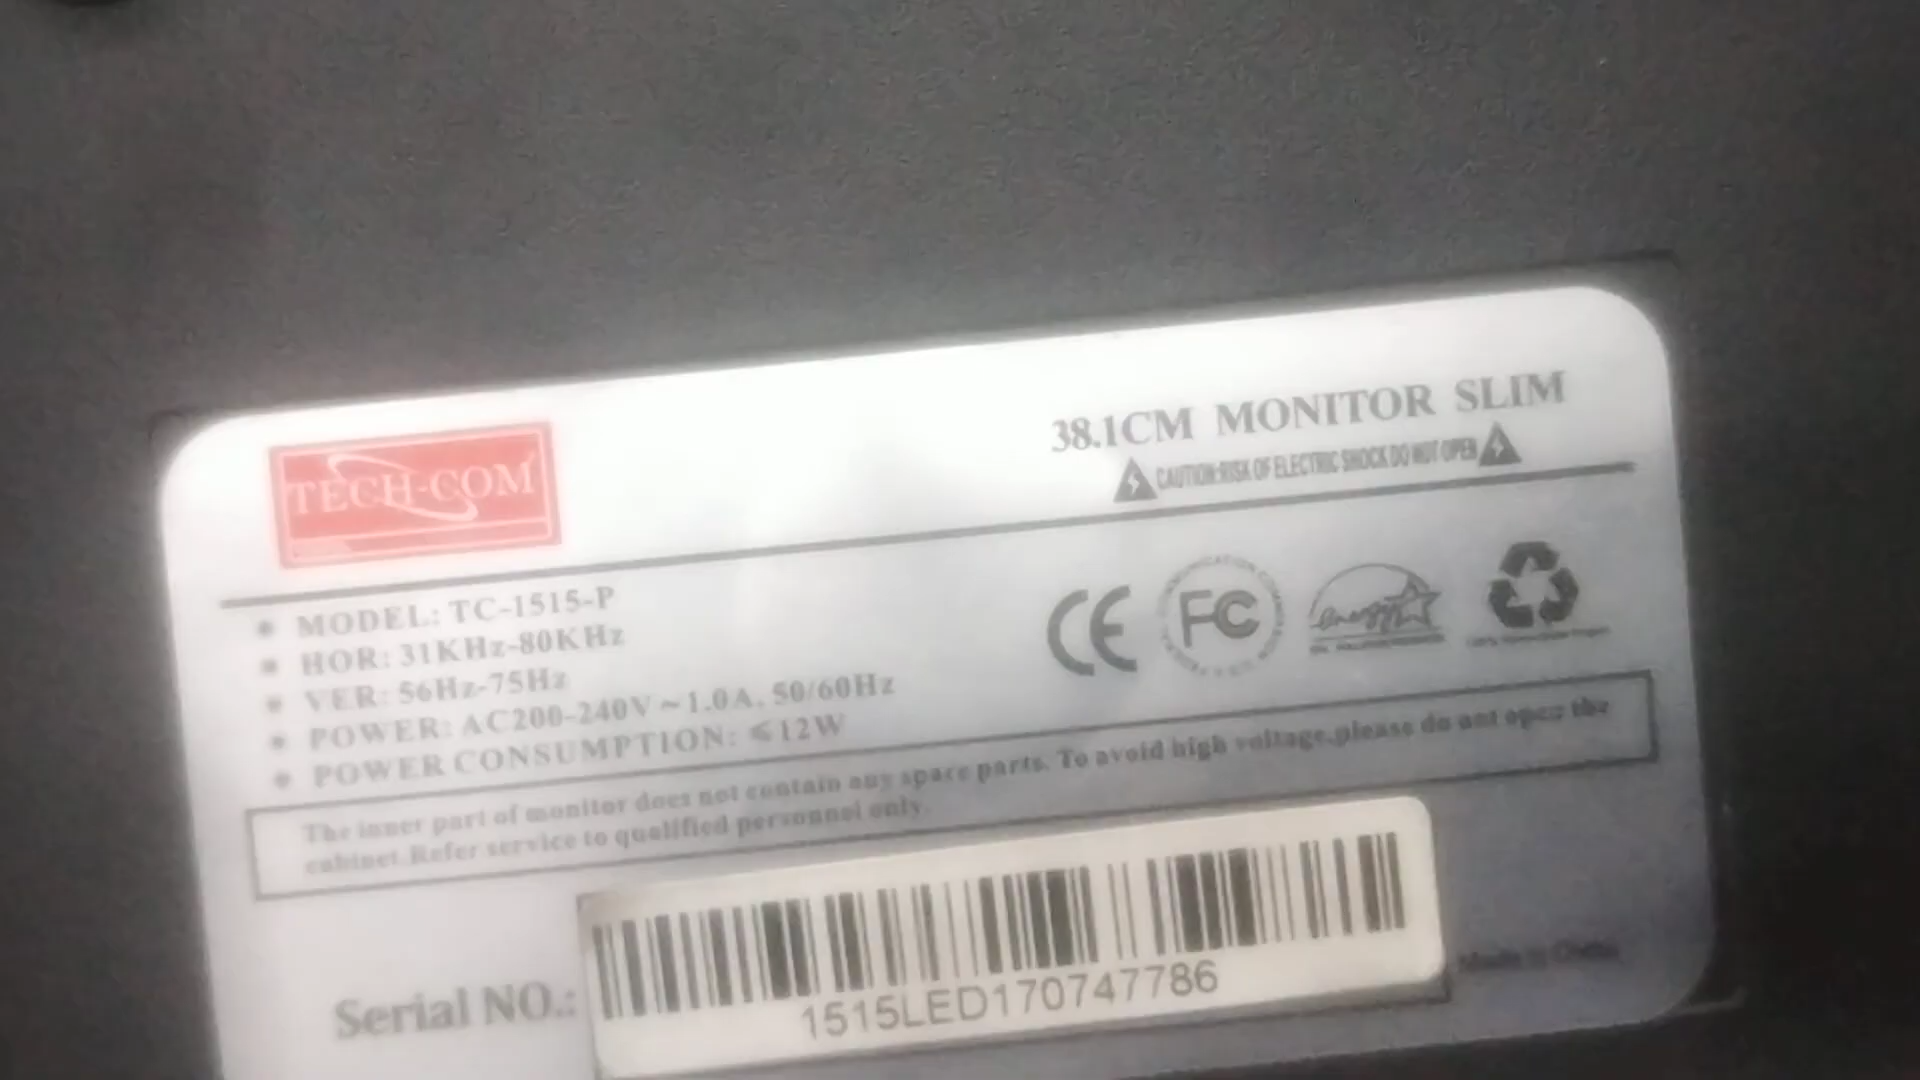 TECH-COM
38.1CM MONITOR SLIM
CAUTION:RISK OF ELECTRIC SHOCK DO NOT OPEN
MODEL: TC-1515-P
HOR: 31KHz-80KHz
VER: 56Hz-75Hz
POWER: AC200-240V~1.0A, 50/60Hz
POWER CONSUMPTION: ⩽12W
CE
FC
energy
The inner part of monitor does not contain any space parts. To avoid high voltage,please do not open the
cabinet.Refer service to qualified personnel only.
Serial NO.:
1515LED170747786
Made in China